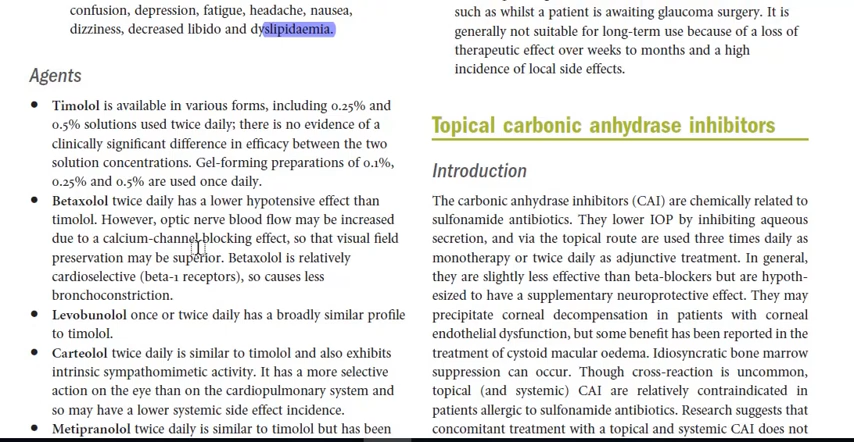 confusion, depression, fatigue, headache, nausea,
dizziness, decreased libido and dyslipidaemia.
Agents
● Timolol is available in various forms, including 0.25% and
0.5% solutions used twice daily; there is no evidence of a
clinically significant difference in efficacy between the two
solution concentrations. Gel-forming preparations of 0.1%,
0.25% and 0.5% are used once daily.
● Betaxolol twice daily has a lower hypotensive effect than
timolol. However, optic nerve blood flow may be increased
due to a calcium-channel blocking effect, so that visual field
preservation may be superior. Betaxolol is relatively
cardioselective (beta-1 receptors), so causes less
bronchoconstriction.
● Levobunolol once or twice daily has a broadly similar profile
to timolol.
● Carteolol twice daily is similar to timolol and also exhibits
intrinsic sympathomimetic activity. It has a more selective
action on the eye than on the cardiopulmonary system and
so may have a lower systemic side effect incidence.
● Metipranolol twice daily is similar to timolol but has been
such as whilst a patient is awaiting glaucoma surgery. It is
generally not suitable for long-term use because of a loss of
therapeutic effect over weeks to months and a high
incidence of local side effects.
Topical carbonic anhydrase inhibitors
Introduction
The carbonic anhydrase inhibitors (CAI) are chemically related to
sulfonamide antibiotics. They lower IOP by inhibiting aqueous
secretion, and via the topical route are used three times daily as
monotherapy or twice daily as adjunctive treatment. In general,
they are slightly less effective than beta-blockers but are hypoth-
esized to have a supplementary neuroprotective effect. They may
precipitate corneal decompensation in patients with corneal
endothelial dysfunction, but some benefit has been reported in the
treatment of cystoid macular oedema. Idiosyncratic bone marrow
suppression can occur. Though cross-reaction is uncommon,
topical (and systemic) CAI are relatively contraindicated in
patients allergic to sulfonamide antibiotics. Research suggests that
concomitant treatment with a topical and systemic CAI does not